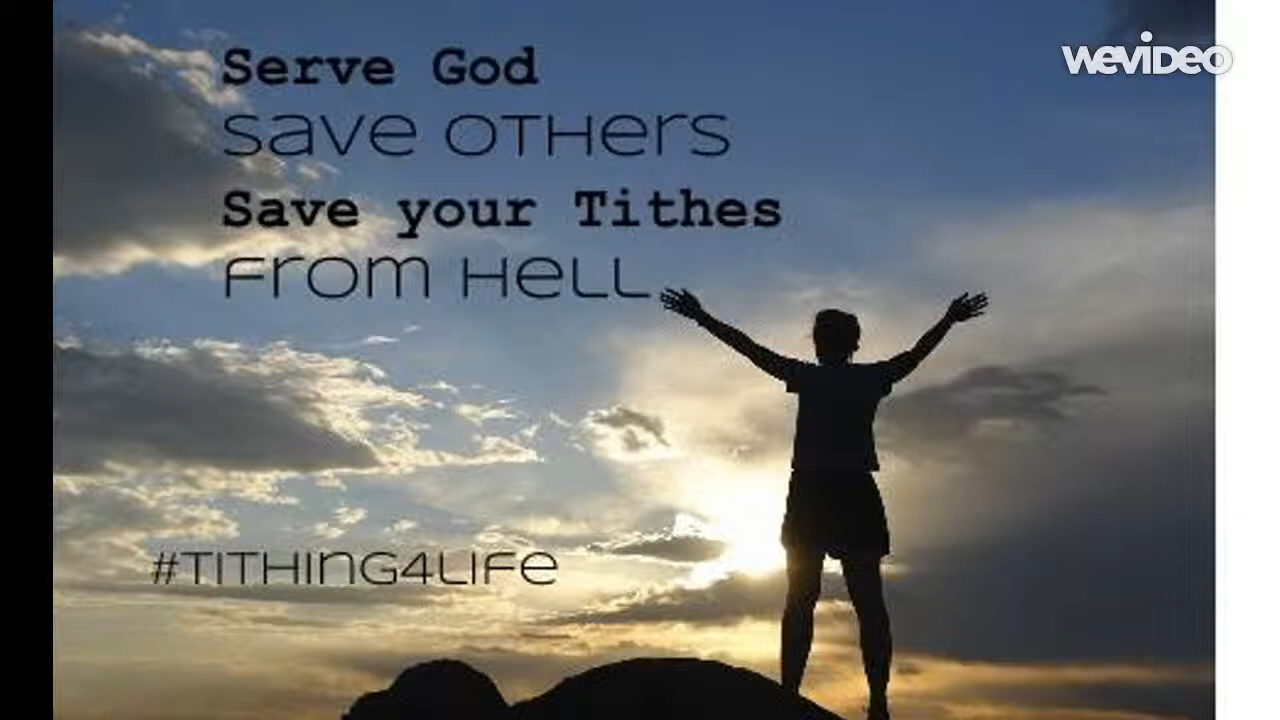 Serve God
save others
Save your Tithes
From Hell
#TITHING4LIFE
WEVIDEO